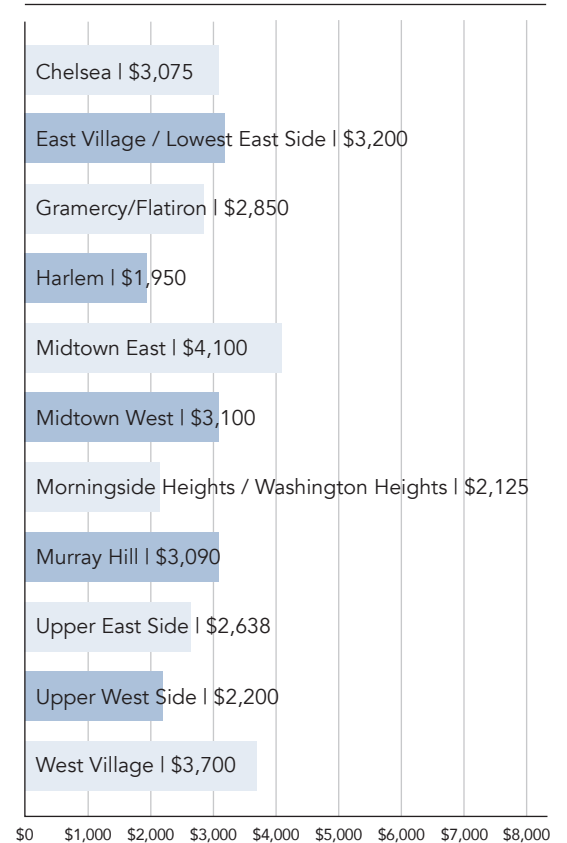 Chelsea | $3,075
East Village / Lowest East Side | $3,200
Gramercy/Flatiron | $2,850
Harlem | $1,950
Midtown East | $4,100
Midtown West | $3,100
Morningside Heights / Washington Heights | $2,125
Murray Hill | $3,090
Upper East Side | $2,638
Upper West Side | $2,200
West Village | $3,700
$0 $1,000 $2,000 $3,000 $4,000 $5,000 $6,000 $7,000 $8,000